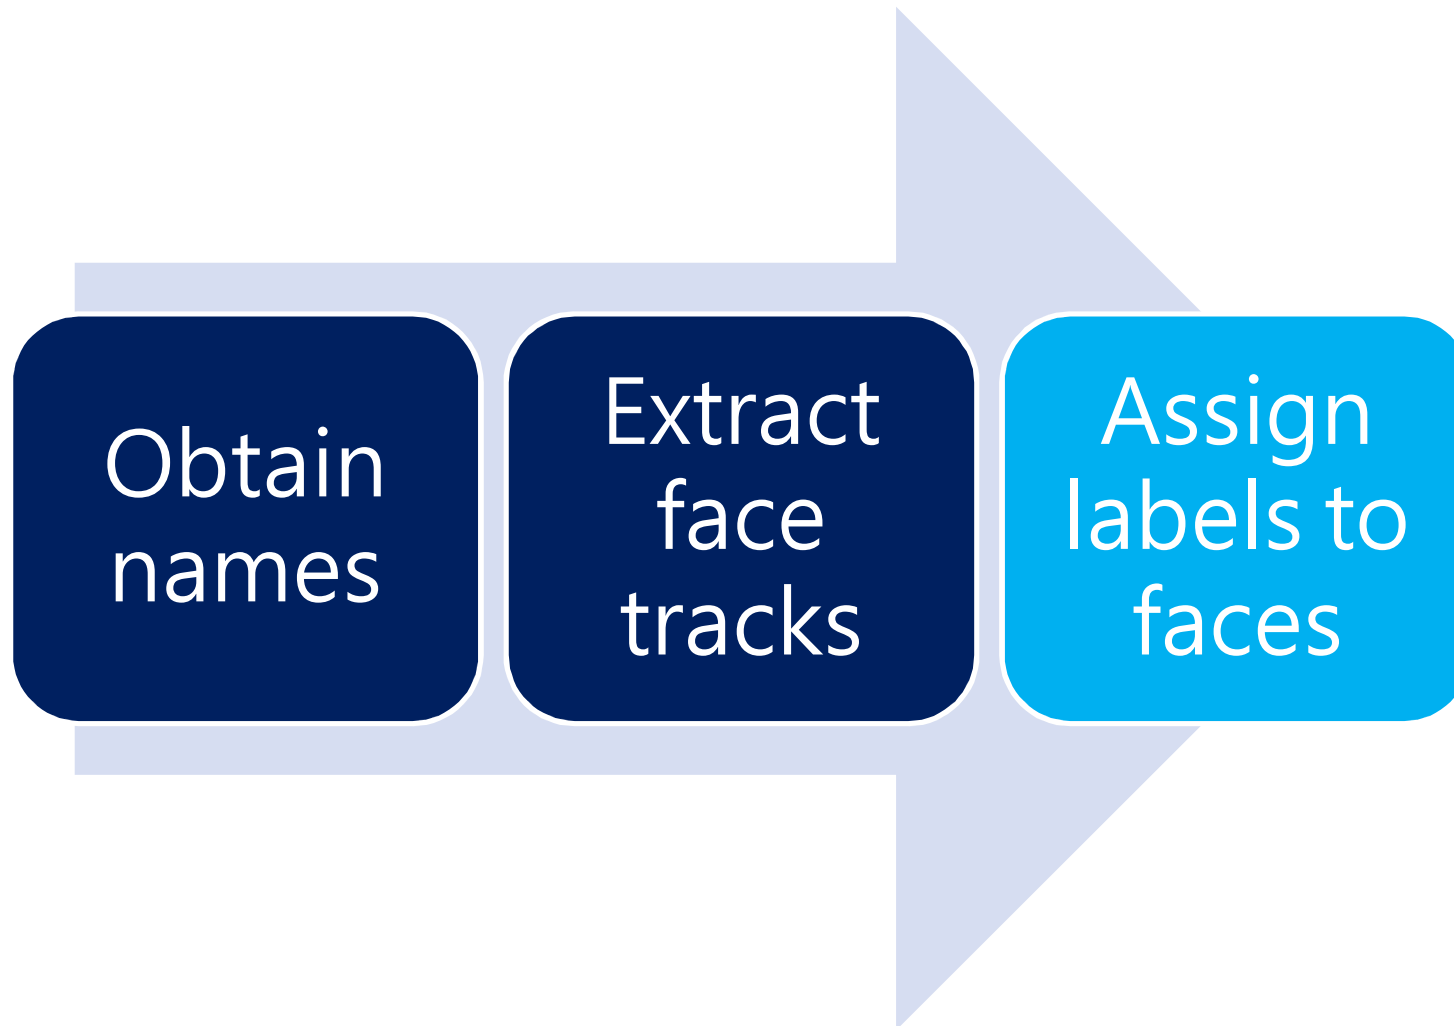 Obtain
names
Extract
face
tracks
Assign
labels to
faces